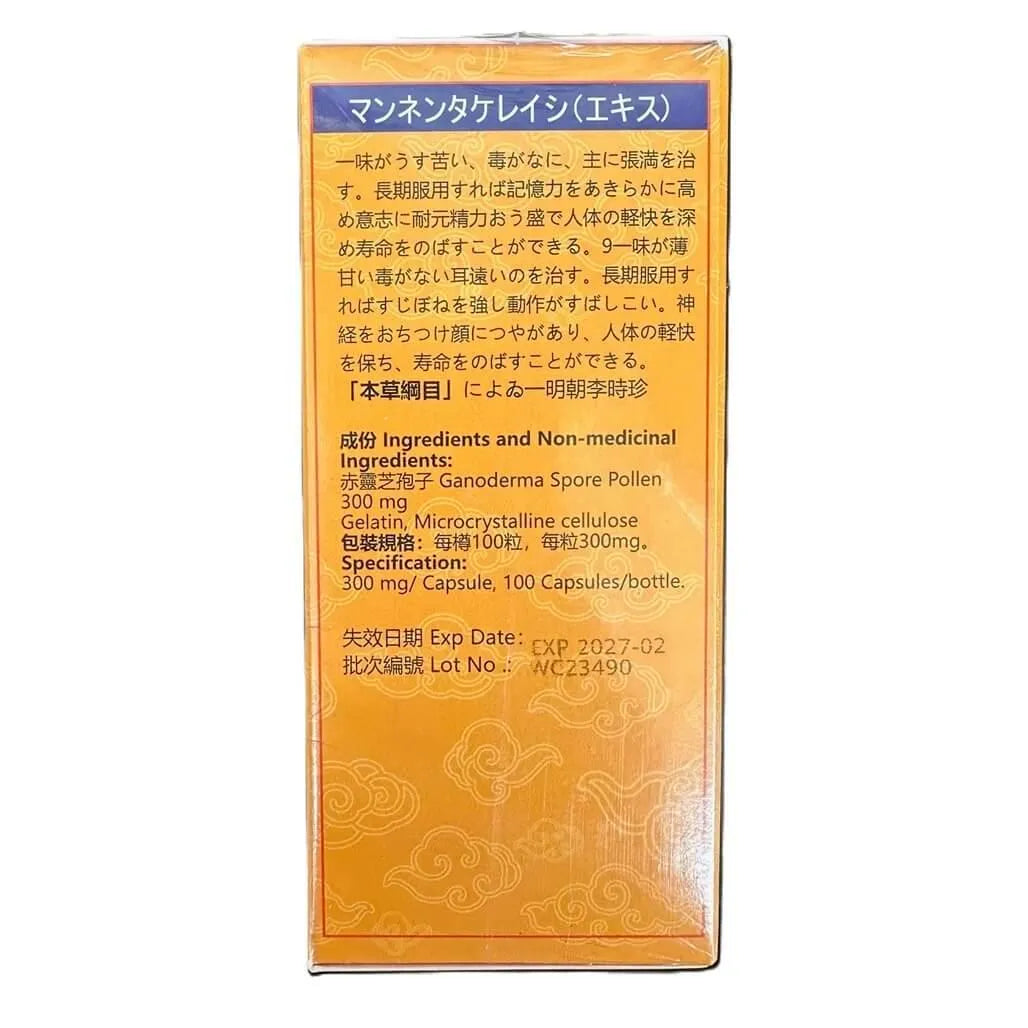 マンネンタケレイシ(エキス)
一味がうす苦い、毒がなに、主に張満を治
す。長期服用すれば記憶力をあきらかに高
め意志に耐元精力おう盛で人体の軽快を深
め寿命をのばすことができる。9一味が薄
甘い毒がない耳遠いのを治す。長期服用す
ればすじぼねを強し動作がすばしこい。神
経をおちつけ顔につやがあり、人体の軽快
を保ち、寿命をのばすことができる。
「本草綱目」によゐ一明朝李時珍
成份 Ingredients and Non-medicinal
Ingredients:
赤靈芝孢子 Ganoderma Spore Pollen
300 mg
Gelatin, Microcrystalline cellulose
包裝規格：每樽100粒，每粒300mg。
Specification:
300 mg/ Capsule, 100 Capsules/bottle.
失效日期 Exp Date: EXP 2027-02
批次編號 Lot No .: WC23490